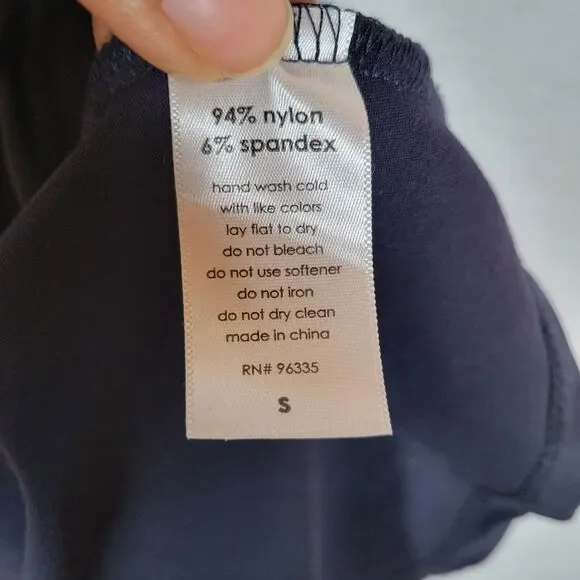 94% nylon
6% spandex
hand wash cold
with like colors
lay flat to dry
do not bleach
do not use softener
do not iron
do not dry clean
made in china
RN# 96335
S